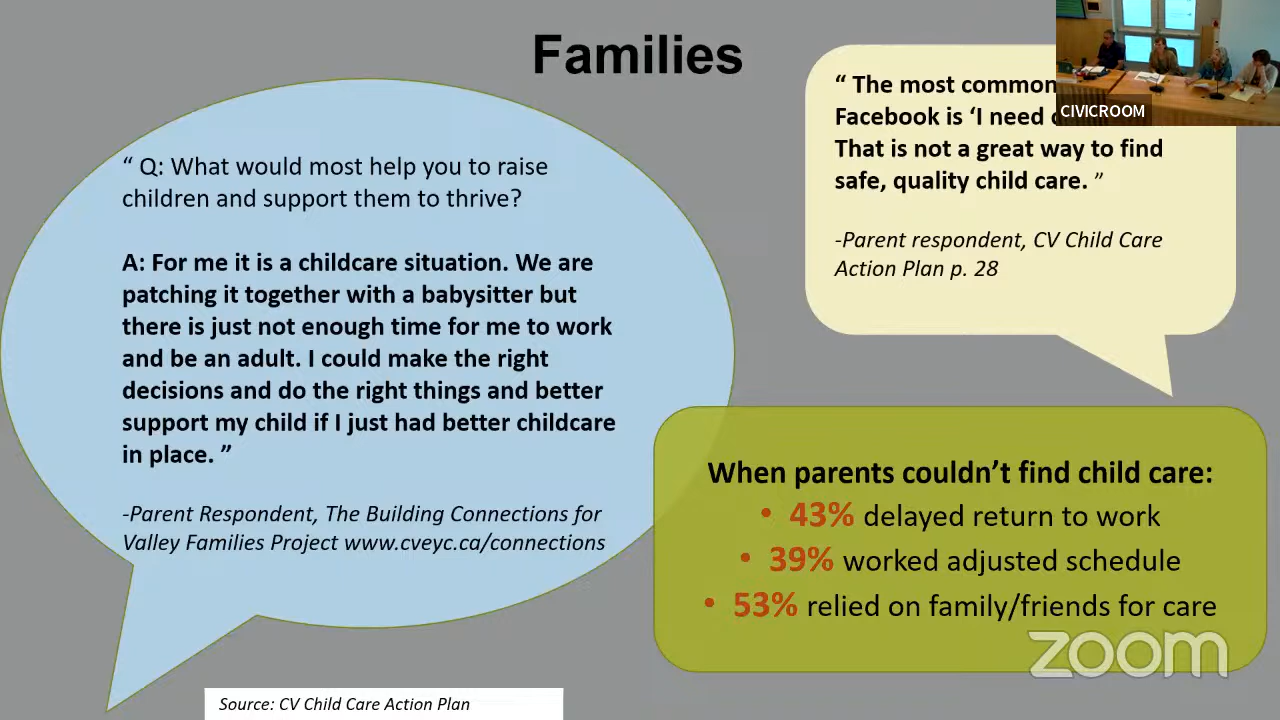 Families
“ Q: What would most help you to raise
children and support them to thrive?
A: For me it is a childcare situation. We are
patching it together with a babysitter but
there is just not enough time for me to work
and be an adult. I could make the right
decisions and do the right things and better
support my child if I just had better childcare
in place. ”
-Parent Respondent, The Building Connections for
Valley Families Project www.cveyc.ca/connections
“ The most common
Facebook is ‘I need
That is not a great way to find
safe, quality child care. ”
-Parent respondent, CV Child Care
Action Plan p. 28
CIVICROOM
When parents couldn’t find child care:
• 43% delayed return to work
• 39% worked adjusted schedule
• 53% relied on family/friends for care
zoom
Source: CV Child Care Action Plan